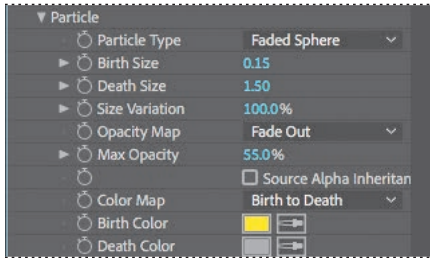 Particle
Particle Type Faded Sphere
Birth Size 0.15
Death Size 1.50
Size Variation 100.0%
Opacity Map Fade Out
Max Opacity 55.0%
Source Alpha Inheritan
Color Map Birth to Death
Birth Color
Death Color